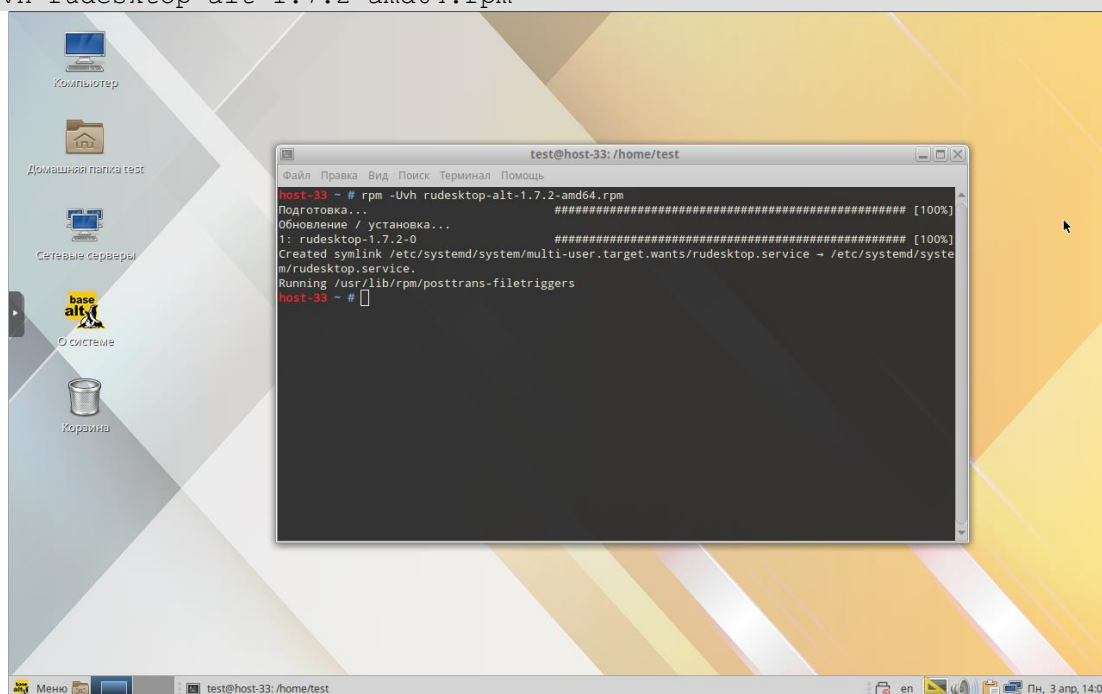 vh rudesktop-alt-1.7.2-amd64.rpm
Компьютер
Домашняя папка test
Сетевые серверы
base
alt
О системе
Корзина
test@host-33: /home/test
Файл Правка Вид Поиск Терминал Помощь
host-33 ~ # rpm -Uvh rudesktop-alt-1.7.2-amd64.rpm
Подготовка... ################################################## [100%]
Обновление / установка...
1: rudesktop-1.7.2-0 ################################################## [100%]
Created symlink /etc/systemd/system/multi-user.target.wants/rudesktop.service → /etc/systemd/syste
m/rudesktop.service.
Running /usr/lib/rpm/posttrans-filetriggers
host-33 ~ #
base
alt
Меню
test@host-33: /home/test
en
Пн, 3 апр, 14:0